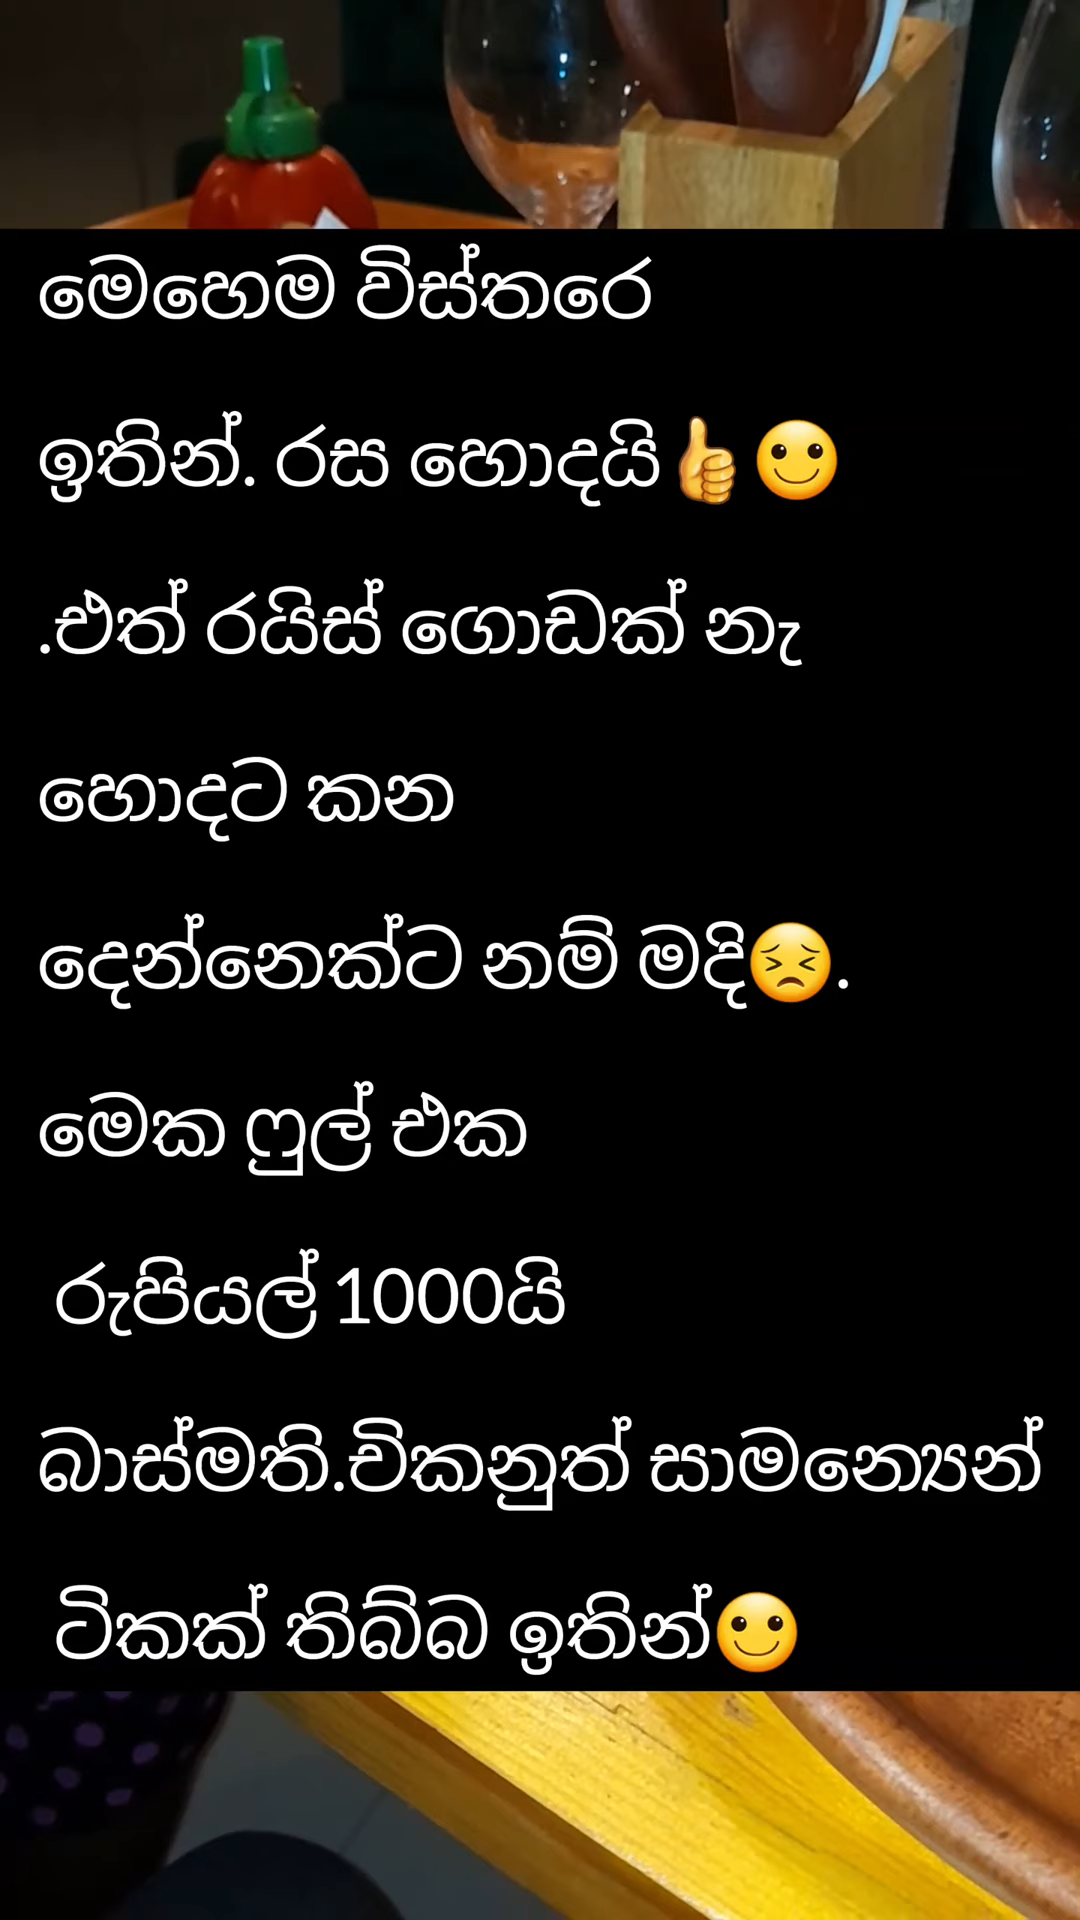 මෙහෙම විස්තරෙ
ඉතින්. රස හොදයි👍🙂
.එත් රයිස් ගොඩක් නැ
හොදට කන
දෙන්නෙක්ට නම් මදි😣.
මෙක ෆුල් එක
රුපියල් 1000යි
බාස්මති.චිකනුත් සාමන්‍යෙන්
ටිකක් තිබ්බ ඉතින්🙂